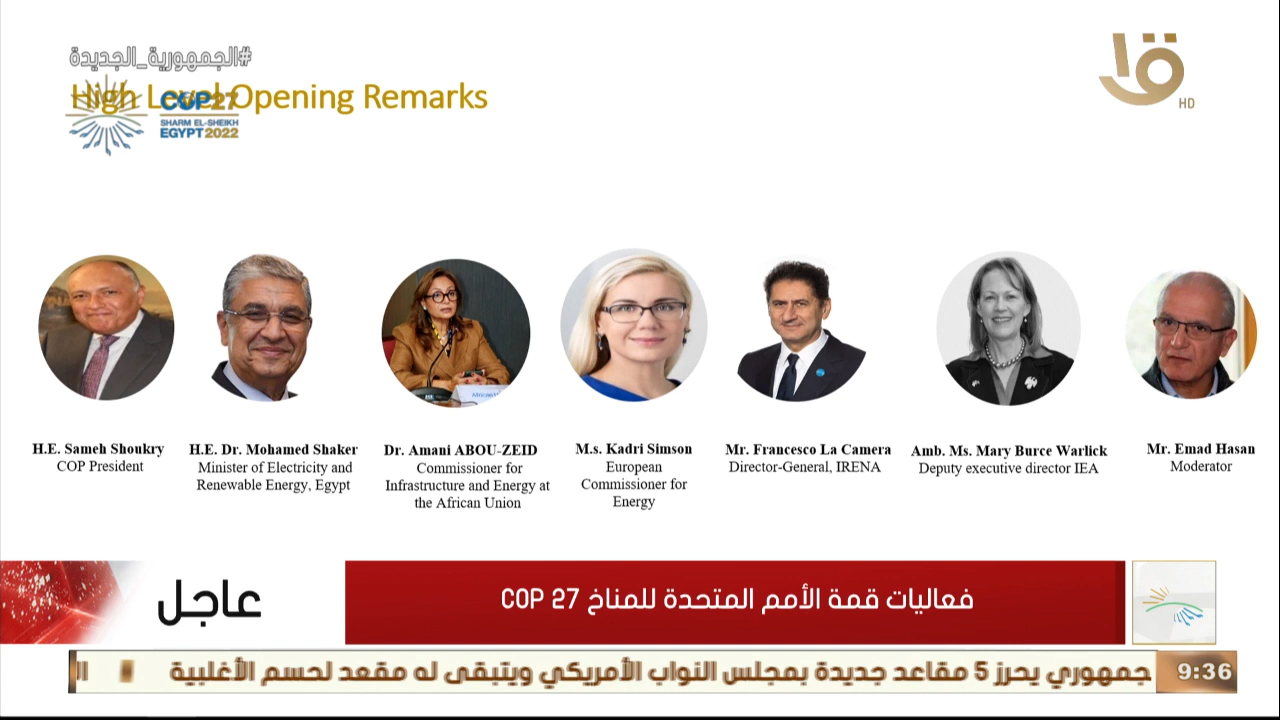 #الجمهورية_الجديدة
High Level Opening Remarks
COP27
SHARM EL-SHEIKH
EGYPT 2022
HD
H.E. Sameh Shoukry
COP President
H.E. Dr. Mohamed Shaker
Minister of Electricity and
Renewable Energy, Egypt
Dr. Amani ABOU-ZEID
Commissioner for
Infrastructure and Energy at
the African Union
M.s. Kadri Simson
European
Commissioner for
Energy
Mr. Francesco La Camera
Director-General, IRENA
Amb. Ms. Mary Burce Warlick
Deputy executive director IEA
Mr. Emad Hasan
Moderator
عاجل
فعاليات قمة الأمم المتحدة للمناخ COP 27
جمهوري يحرز 5 مقاعد جديدة بمجلس النواب الأمريكي ويتبقى له مقعد لحسم الأغلبية
9:36